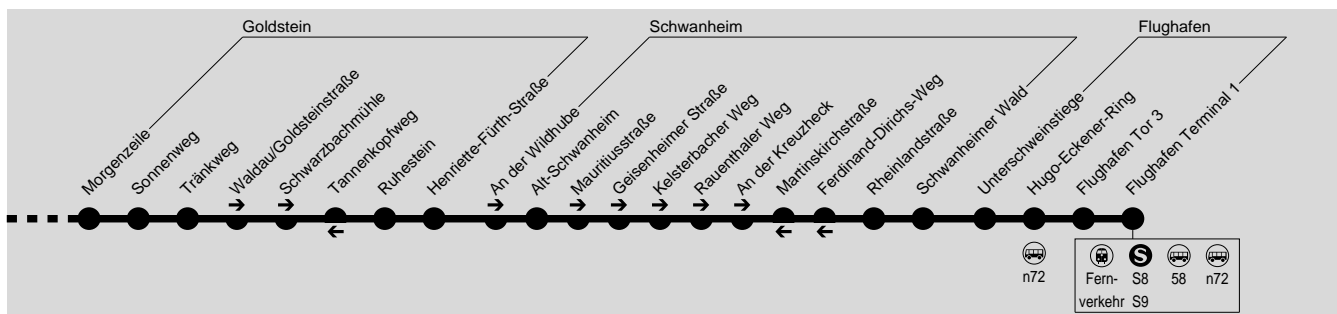 Goldstein
Schwanheim
Flughafen
Morgenzeile
Sonnenweg
Tränkweg
Waldau/Goldsteinstraße
Schwarzbachmühle
Tannenkopfweg
Ruhestein
Henriette-Fürth-Straße
An der Wildhube
Alt-Schwanheim
Mauritiusstraße
Geisenheimer Straße
Kelsterbacher Weg
Rauenthaler Weg
An der Kreuzheck
Martinskirchstraße
Ferdinand-Dirichs-Weg
Rheinlandstraße
Schwanheimer Wald
Unterschweinstiege
Hugo-Eckener-Ring
Flughafen Tor 3
Flughafen Terminal 1
S
n72
Fern- S8 58 n72
verkehr S9